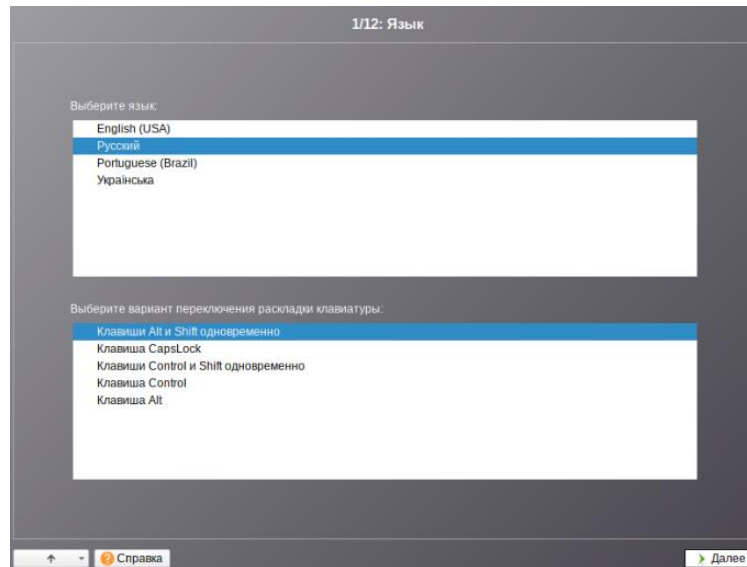 1/12: Язык
Выберите язык:
English (USA)
Русский
Portuguese (Brazil)
Українська
Выберите вариант переключения раскладки клавиатуры:
Клавиши Alt и Shift одновременно
Клавиша CapsLock
Клавиши Control и Shift одновременно
Клавиша Control
Клавиша Alt
Справка
Далее